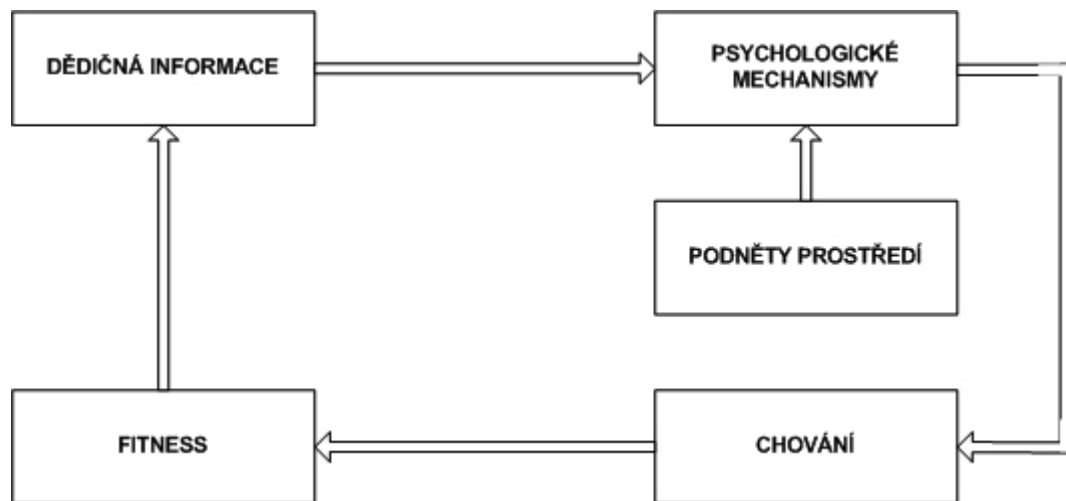 DĚDIČNÁ INFORMACE
PSYCHOLOGICKÉ
MECHANISMY
PODNĚTY PROSTŘEDÍ
FITNESS
CHOVÁNÍ